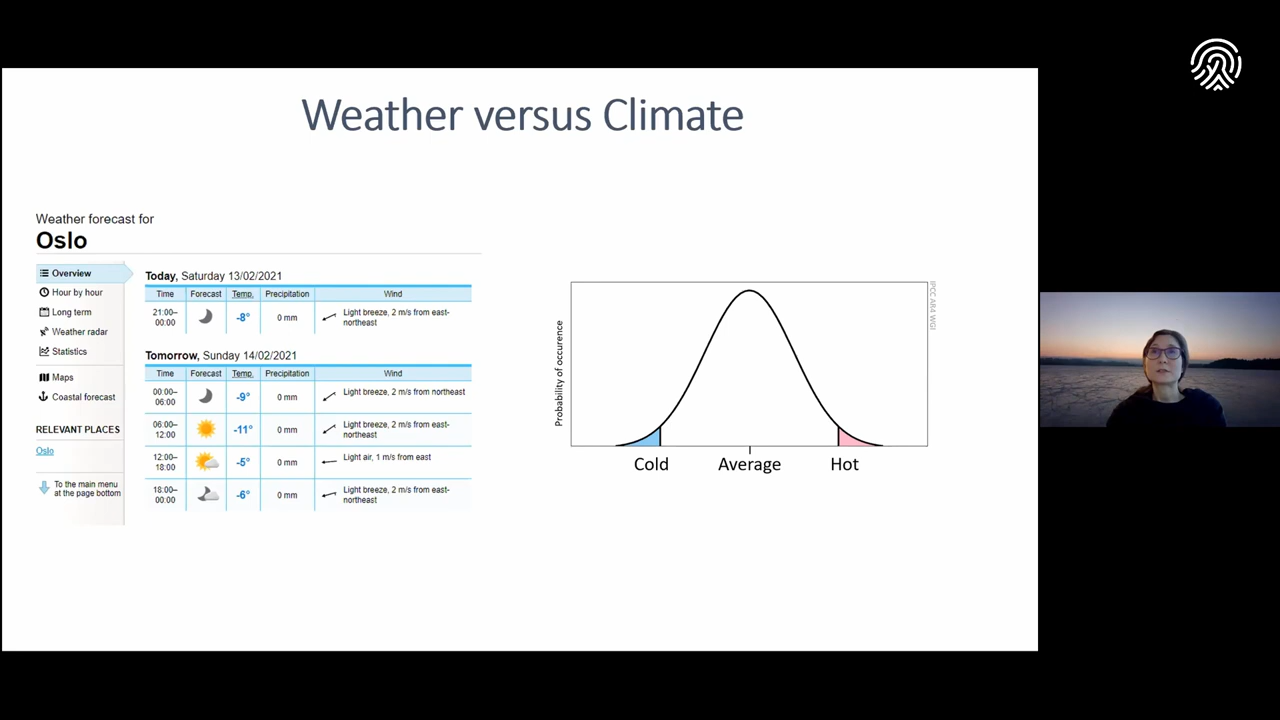 Weather versus Climate
Weather forecast for
Oslo
Overview
Hour by hour
Long term
Weather radar
Statistics
Maps
Coastal forecast
RELEVANT PLACES
Oslo
To the main menu
at the page bottom
Today, Saturday 13/02/2021
Time Forecast Temp. Precipitation Wind
21:00–
00:00
-8° 0 mm
Light breeze, 2 m/s from east-
northeast
Tomorrow, Sunday 14/02/2021
Time Forecast Temp. Precipitation Wind
00:00–
06:00
-9° 0 mm
Light breeze, 2 m/s from northeast
06:00–
12:00
-11° 0 mm
Light breeze, 2 m/s from east-
northeast
12:00–
18:00
-5° 0 mm
Light air, 1 m/s from east
18:00–
00:00
-6° 0 mm
Light breeze, 2 m/s from east-
northeast
Probability of occurence
IPCC AR4 WGI
Cold Average Hot